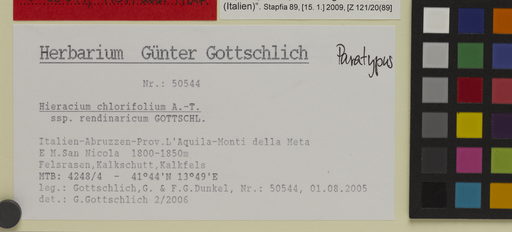 (Italien)". Stapfia 89, [15. 1.] 2009, [Z 121/20(89]
Herbarium Günter Gottschlich
Paratypus
Nr.: 50544
Hieracium chlorifolium A.-T.
ssp. rendinaricum GOTTSCHL.
Italien-Abruzzen-Prov.L'Aquila-Monti della Meta
E M.San Nicola 1800-1850m
Felsrasen,Kalkschutt,Kalkfels
MTB: 4248/4 - 41°44'N 13°49'E
leg.: Gottschlich,G. & F.G.Dunkel, Nr.: 50544, 01.08.2005
det.: G.Gottschlich 2/2006